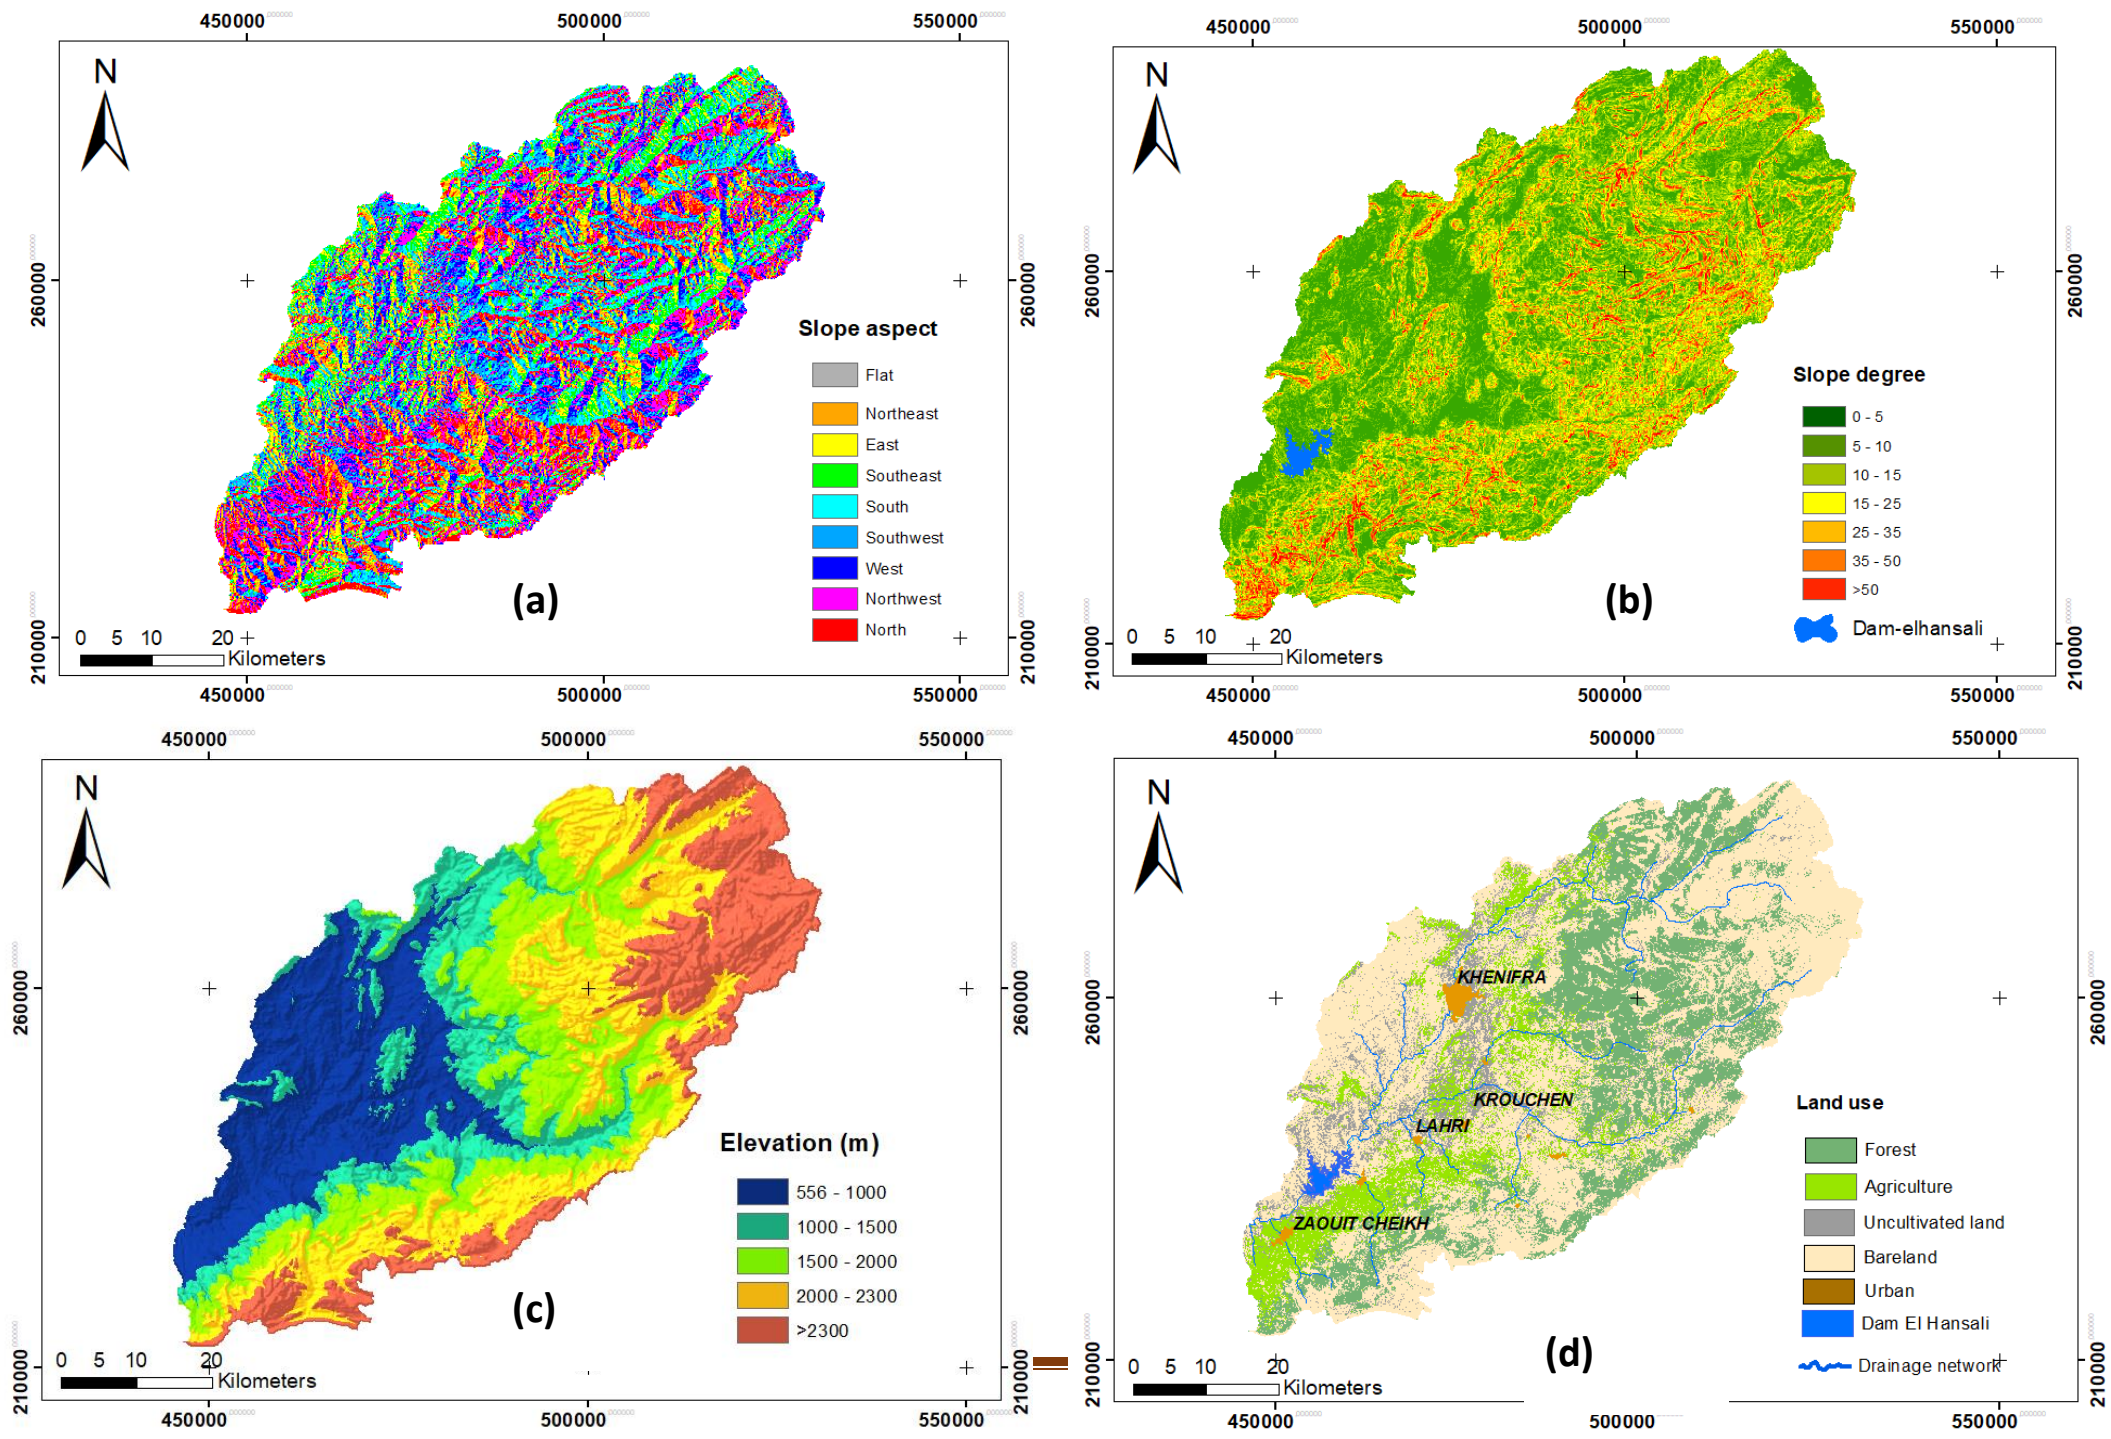 450000 500000 550000
N
260000 260000
Slope aspect
Flat
Northeast
East
Southeast
South
Southwest
West
Northwest
North
(a)
210000 210000
0 5 10 20
Kilometers
450000 500000 550000
450000 500000 550000
N
260000 260000
Slope degree
0 - 5
5 - 10
10 - 15
15 - 25
25 - 35
35 - 50
>50
Dam-elhansali
(b)
210000 210000
0 5 10 20
Kilometers
450000 500000 550000
450000 500000 550000
N
260000 260000
Elevation (m)
556 - 1000
1000 - 1500
1500 - 2000
2000 - 2300
>2300
(c)
210000 210000
0 5 10 20
Kilometers
450000 500000 550000
450000 500000 550000
N
KHENIFRA
260000 260000
KROUCHEN
LAHRI
ZAOUIT CHEIKH
Land use
Forest
Agriculture
Uncultivated land
Bareland
Urban
Dam El Hansali
Drainage network
(d)
210000 210000
0 5 10 20
Kilometers
450000 500000 550000